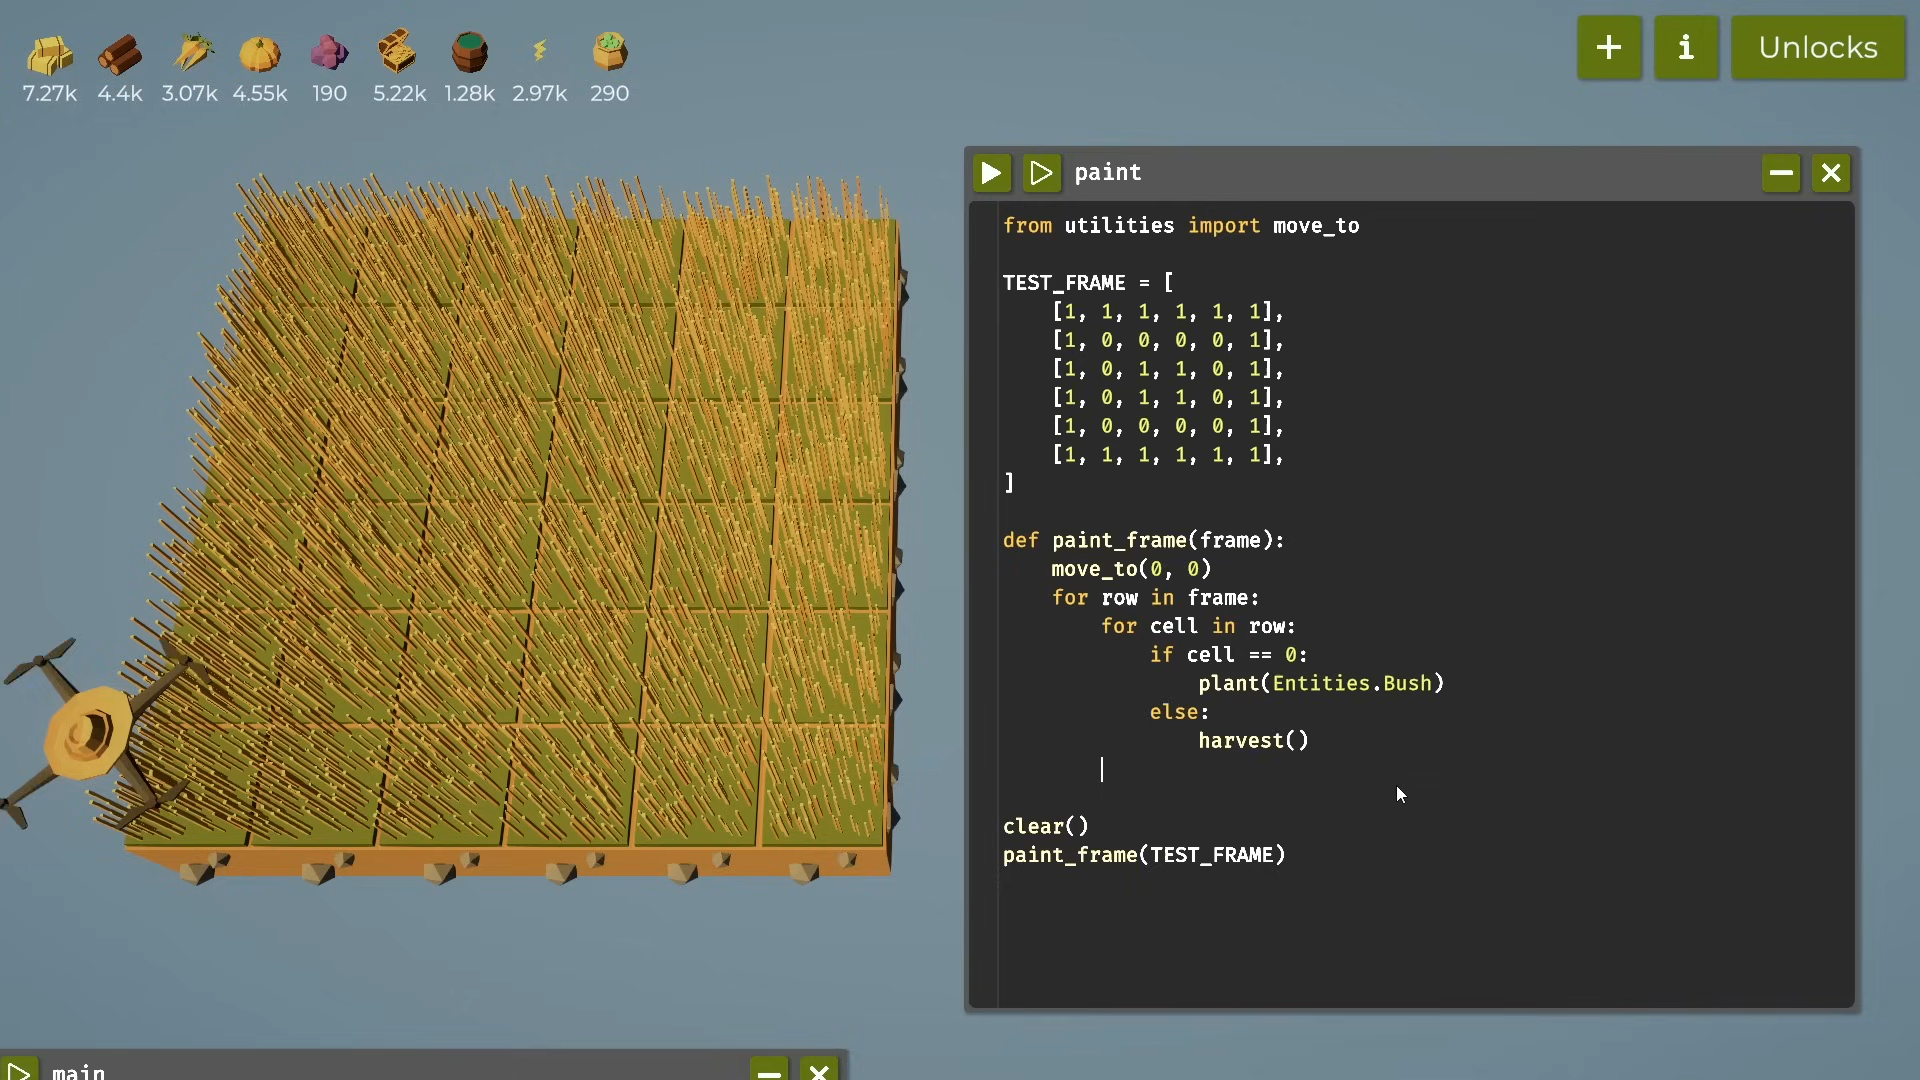 7.27k 4.4k 3.07k 4.55k 190 5.22k 1.28k 2.97k 290
+ i Unlocks
paint
from utilities import move_to
TEST_FRAME = [
[1, 1, 1, 1, 1, 1],
[1, 0, 0, 0, 0, 1],
[1, 0, 1, 1, 0, 1],
[1, 0, 1, 1, 0, 1],
[1, 0, 0, 0, 0, 1],
[1, 1, 1, 1, 1, 1],
]
def paint_frame(frame):
move_to(0, 0)
for row in frame:
for cell in row:
if cell == 0:
plant(Entities.Bush)
else:
harvest()
clear()
paint_frame(TEST_FRAME)
main